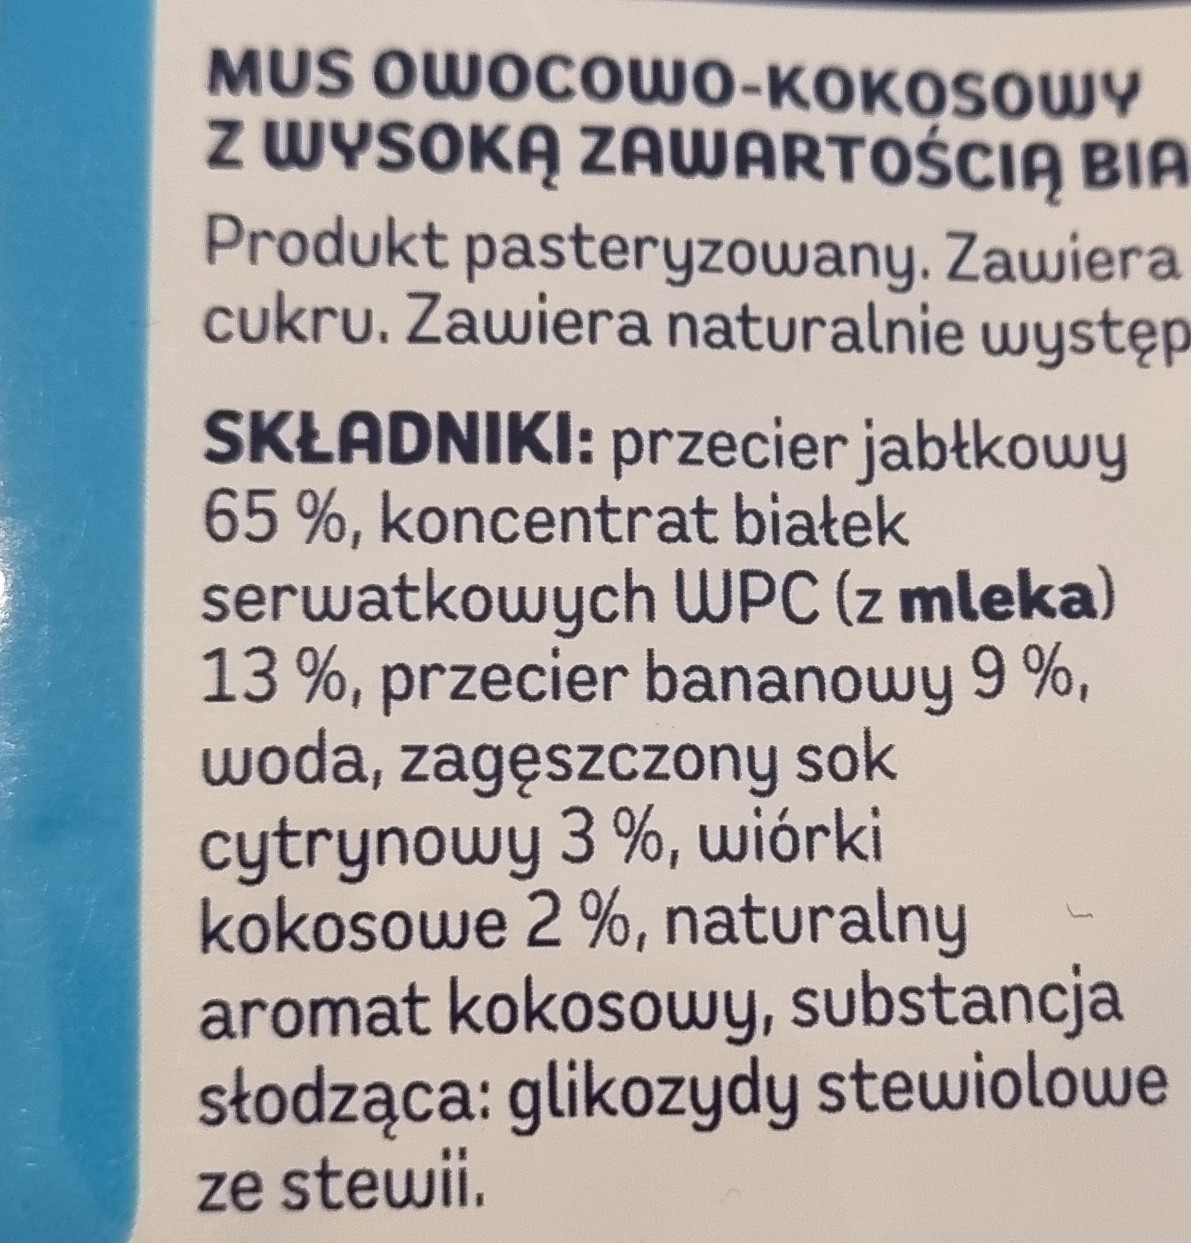 MUS OWOCOWO-KOKOSOWY
Z WYSOKĄ ZAWARTOŚCIĄ BIA
Produkt pasteryzowany. Zawiera
cukru. Zawiera naturalnie występ
SKŁADNIKI: przecier jabłkowy
65 %, koncentrat białek
serwatkowych WPC (z mleka)
13 %, przecier bananowy 9 %,
woda, zagęszczony sok
cytrynowy 3 %, wiórki
kokosowe 2 %, naturalny
aromat kokosowy, substancja
słodząca: glikozydy stewiolowe
ze stewii.